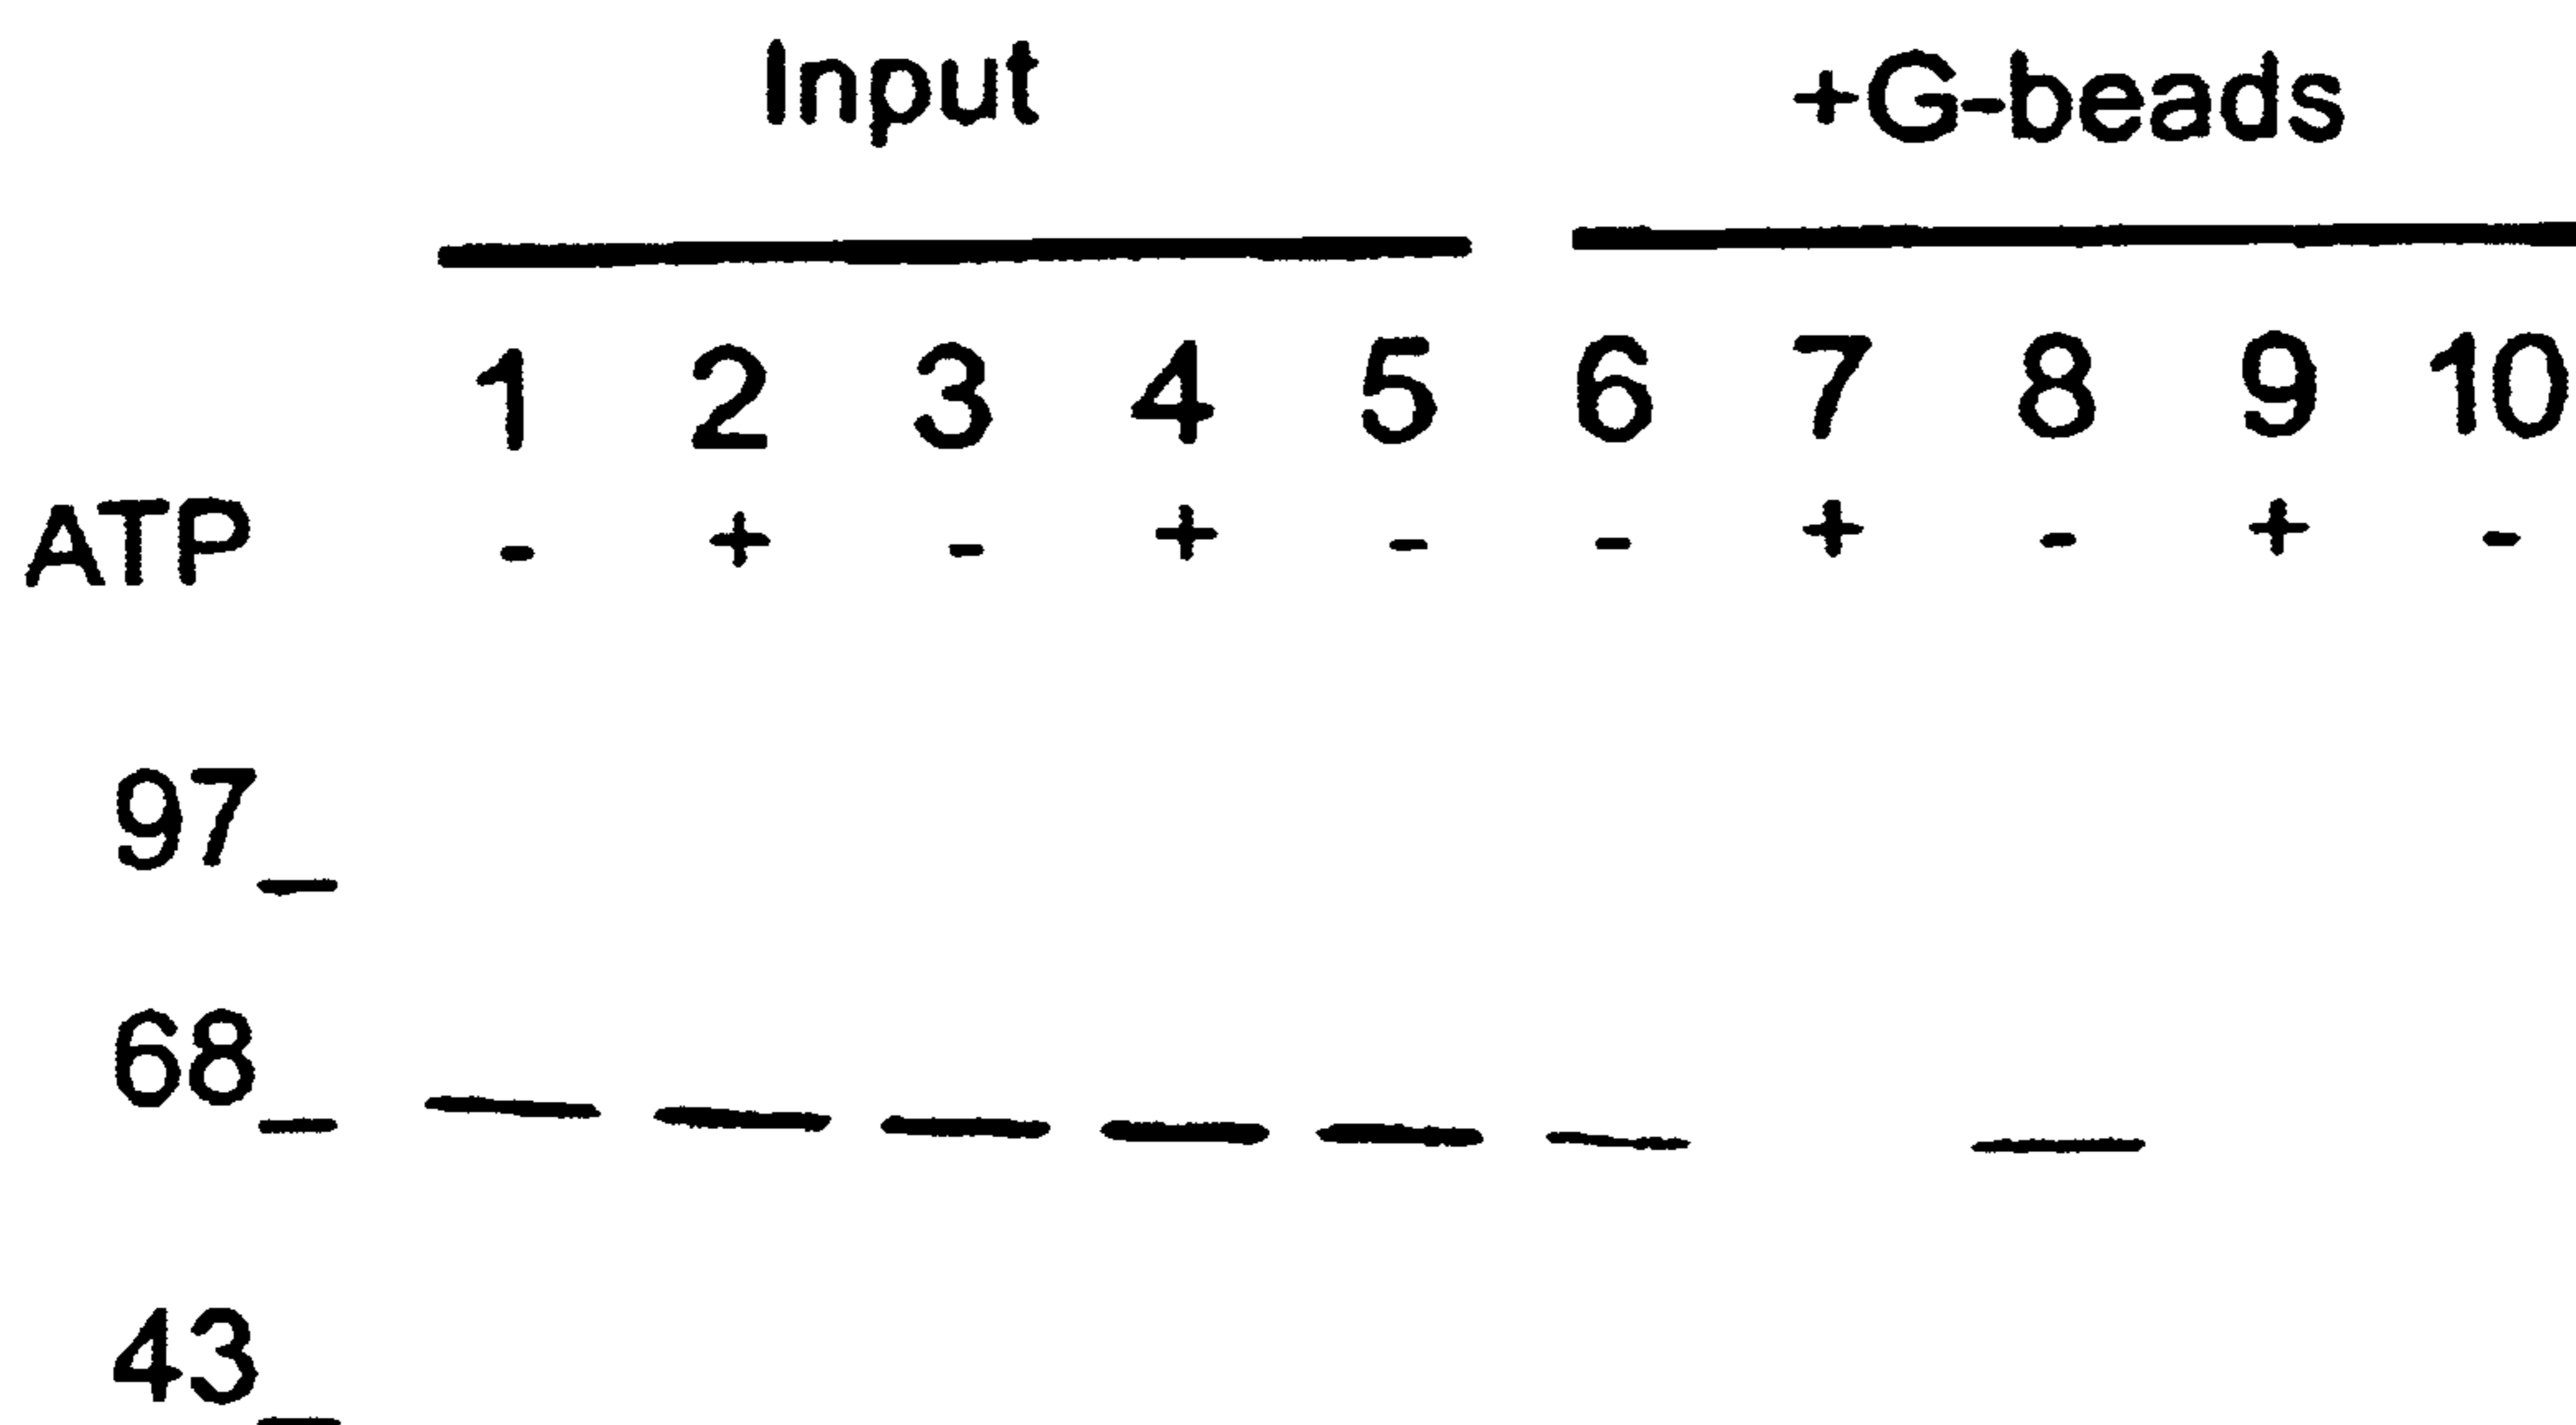 Input +G-beads
1 2 3 4 5 6 7 8 9 10
ATP - + - + - - + - + -
97_
68_
43_